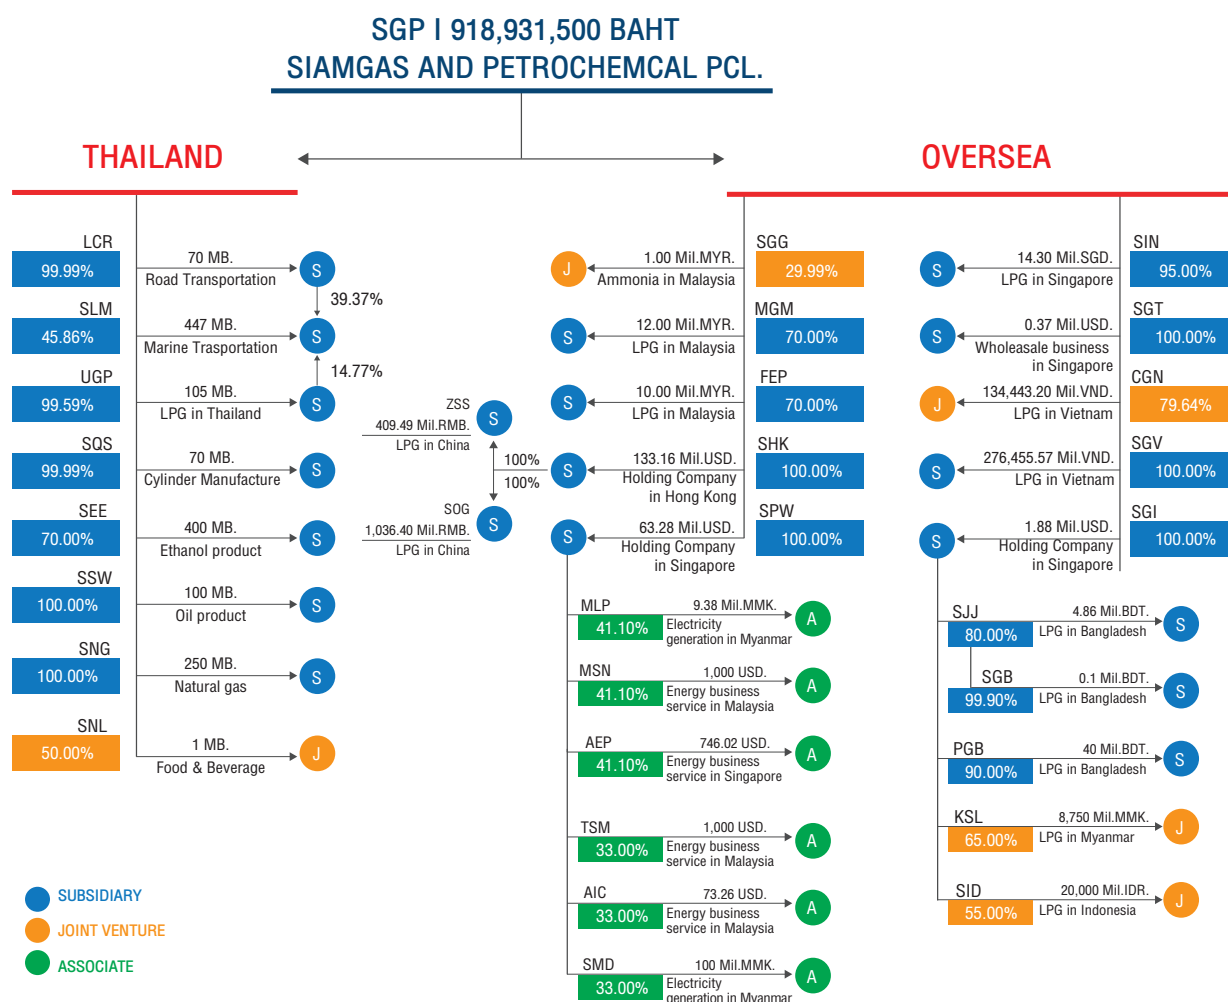 SGP I 918,931,500 BAHT
SIAMGAS AND PETROCHEMCAL PCL.
THAILAND
LCR
99.99%
70 MB.
Road Transportation
S
39.37%
SLM
45.86%
447 MB.
Marine Trasportation
S
14.77%
UGP
99.59%
105 MB.
LPG in Thailand
S
SQS
99.99%
70 MB.
Cylinder Manufacture
S
SEE
70.00%
400 MB.
Ethanol product
S
SSW
100.00%
100 MB.
Oil product
S
SNG
100.00%
250 MB.
Natural gas
S
SNL
50.00%
1 MB.
Food & Beverage
J
OVERSEA
SGG
29.99%
1.00 Mil.MYR.
Ammonia in Malaysia
J
MGM
70.00%
12.00 Mil.MYR.
LPG in Malaysia
S
FEP
70.00%
10.00 Mil.MYR.
LPG in Malaysia
S
SHK
100.00%
133.16 Mil.USD.
Holding Company
in Hong Kong
S
100%
100%
ZSS
409.49 Mil.RMB.
LPG in China
S
SOG
1,036.40 Mil.RMB.
LPG in China
S
SPW
100.00%
63.28 Mil.USD.
Holding Company
in Singapore
S
MLP
41.10%
9.38 Mil.MMK.
Electricity
generation in Myanmar
A
MSN
41.10%
1,000 USD.
Energy business
service in Malaysia
A
AEP
41.10%
746.02 USD.
Energy business
service in Singapore
A
TSM
33.00%
1,000 USD.
Energy business
service in Malaysia
A
AIC
33.00%
73.26 USD.
Energy business
service in Malaysia
A
SMD
33.00%
100 Mil.MMK.
Electricity
generation in Myanmar
A
SIN
95.00%
14.30 Mil.SGD.
LPG in Singapore
S
SGT
100.00%
0.37 Mil.USD.
Wholeasale business
in Singapore
S
CGN
79.64%
134,443.20 Mil.VND.
LPG in Vietnam
J
SGV
100.00%
276,455.57 Mil.VND.
LPG in Vietnam
S
SGI
100.00%
1.88 Mil.USD.
Holding Company
in Singapore
S
SJJ
80.00%
4.86 Mil.BDT.
LPG in Bangladesh
S
SGB
99.90%
0.1 Mil.BDT.
LPG in Bangladesh
S
PGB
90.00%
40 Mil.BDT.
LPG in Bangladesh
S
KSL
65.00%
8,750 Mil.MMK.
LPG in Myanmar
J
SID
55.00%
20,000 Mil.IDR.
LPG in Indonesia
J
SUBSIDIARY
JOINT VENTURE
ASSOCIATE